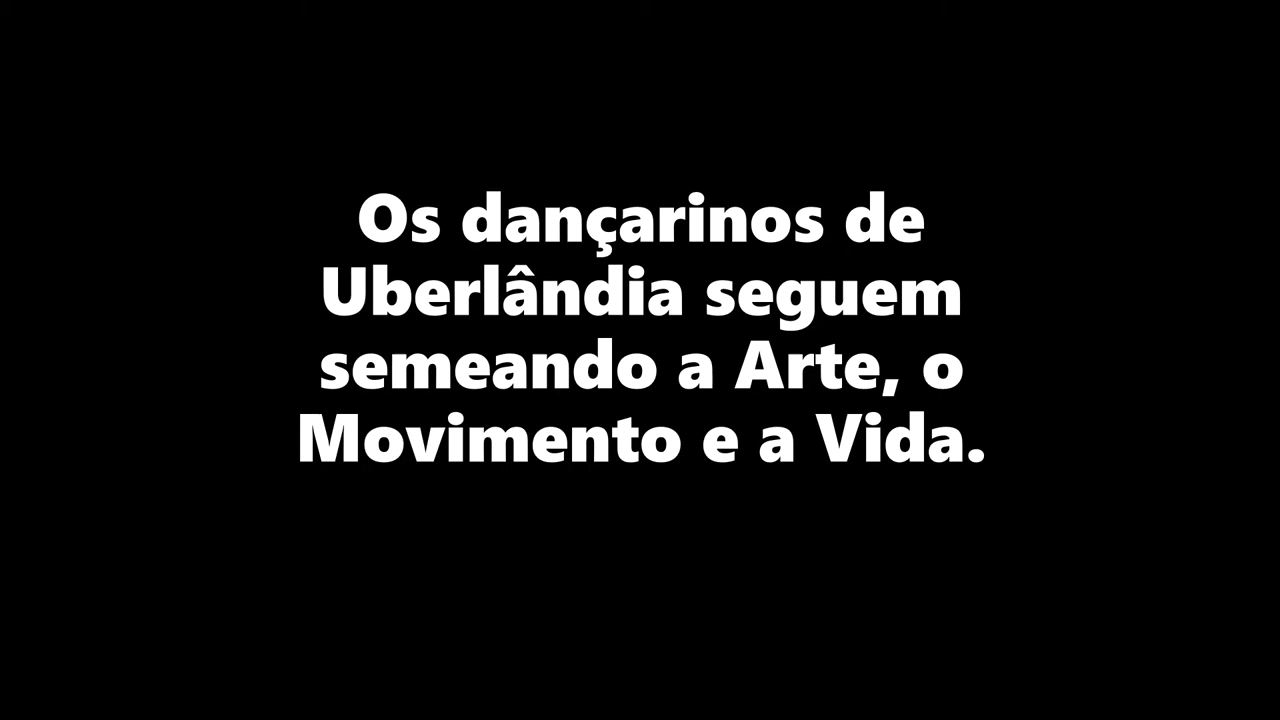 Os dançarinos de
Uberlândia seguem
semeando a Arte, o
Movimento e a Vida.